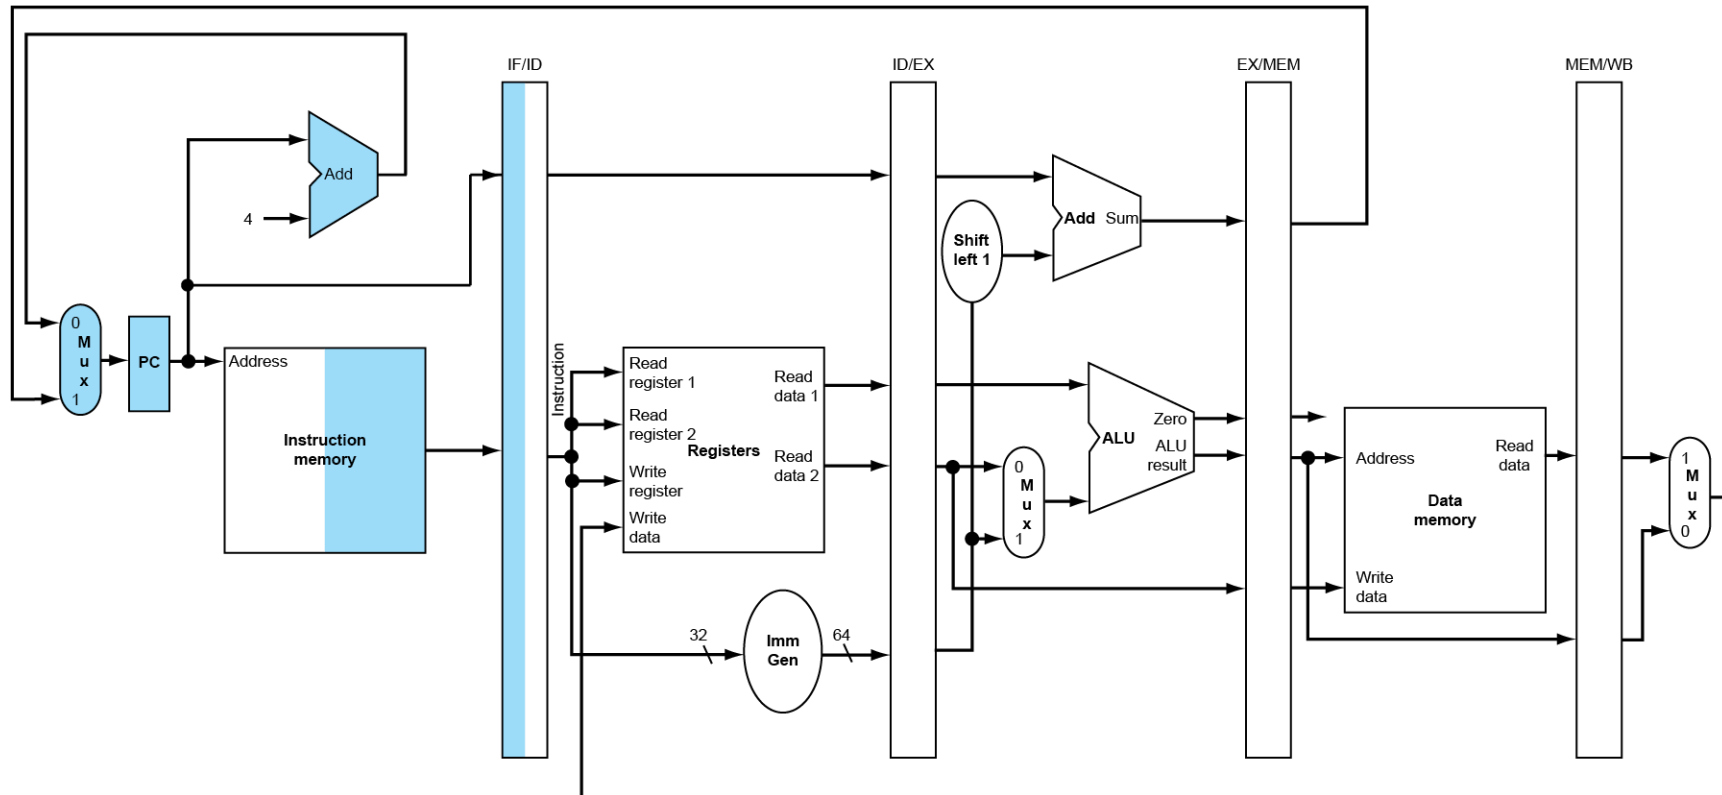 IF/ID
ID/EX
EX/MEM
MEM/WB
Add
4
Add Sum
Shift
left 1
0
M
u
x
1
PC
Address
Instruction
memory
Instruction
Read
register 1
Read
register 2
Write
register
Write
data
Registers
Read
data 1
Read
data 2
32
Imm
Gen
64
0
M
u
x
1
ALU
Zero
ALU
result
Address
Read
data
Data
memory
Write
data
1
M
u
x
0